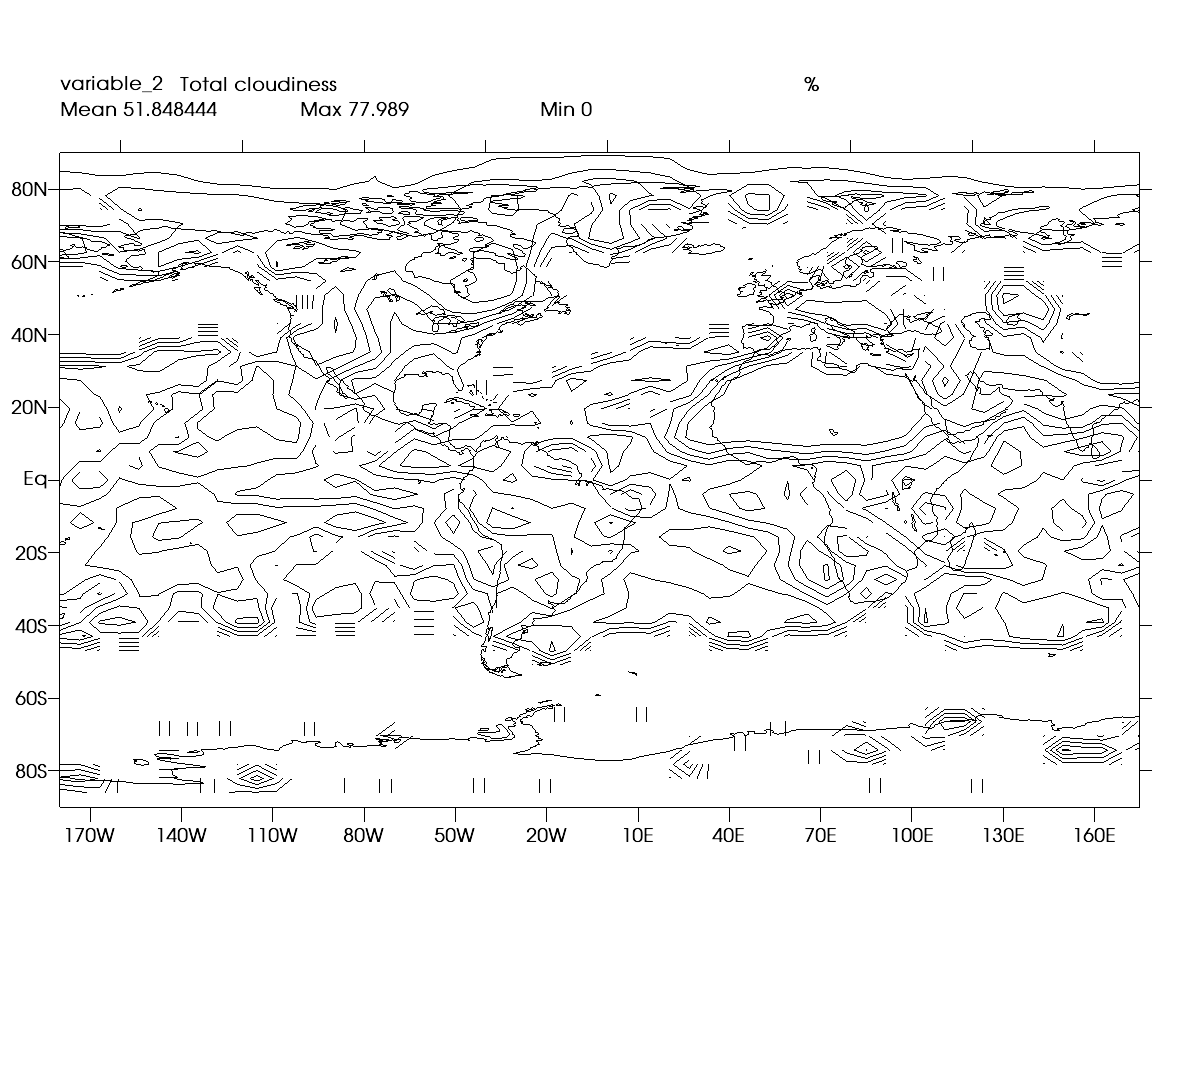 variable_2 Total cloudiness %
Mean 51.848444 Max 77.989 Min 0
80N
60N
40N
20N
Eq
20S
40S
60S
80S
170W 140W 110W 80W 50W 20W 10E 40E 70E 100E 130E 160E